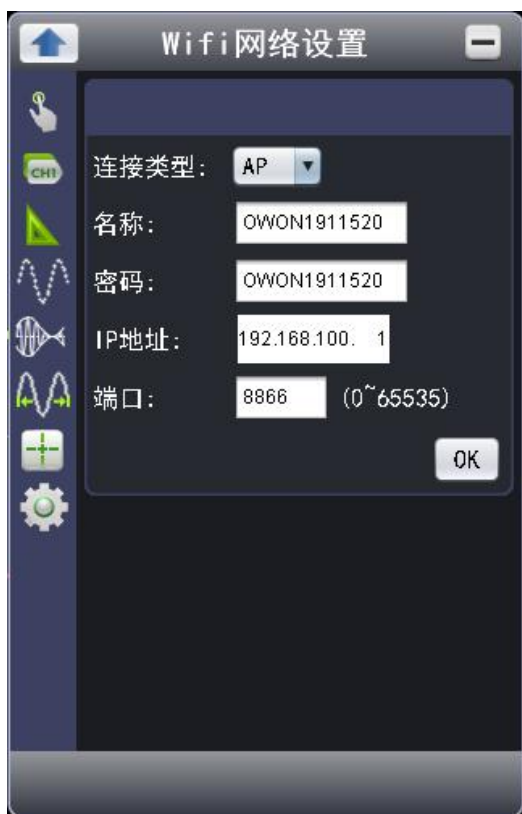 Wifi网络设置
CH1
连接类型: AP
名称: OWON1911520
密码: OWON1911520
IP地址: 192.168.100. 1
端口: 8866 (0~65535)
OK